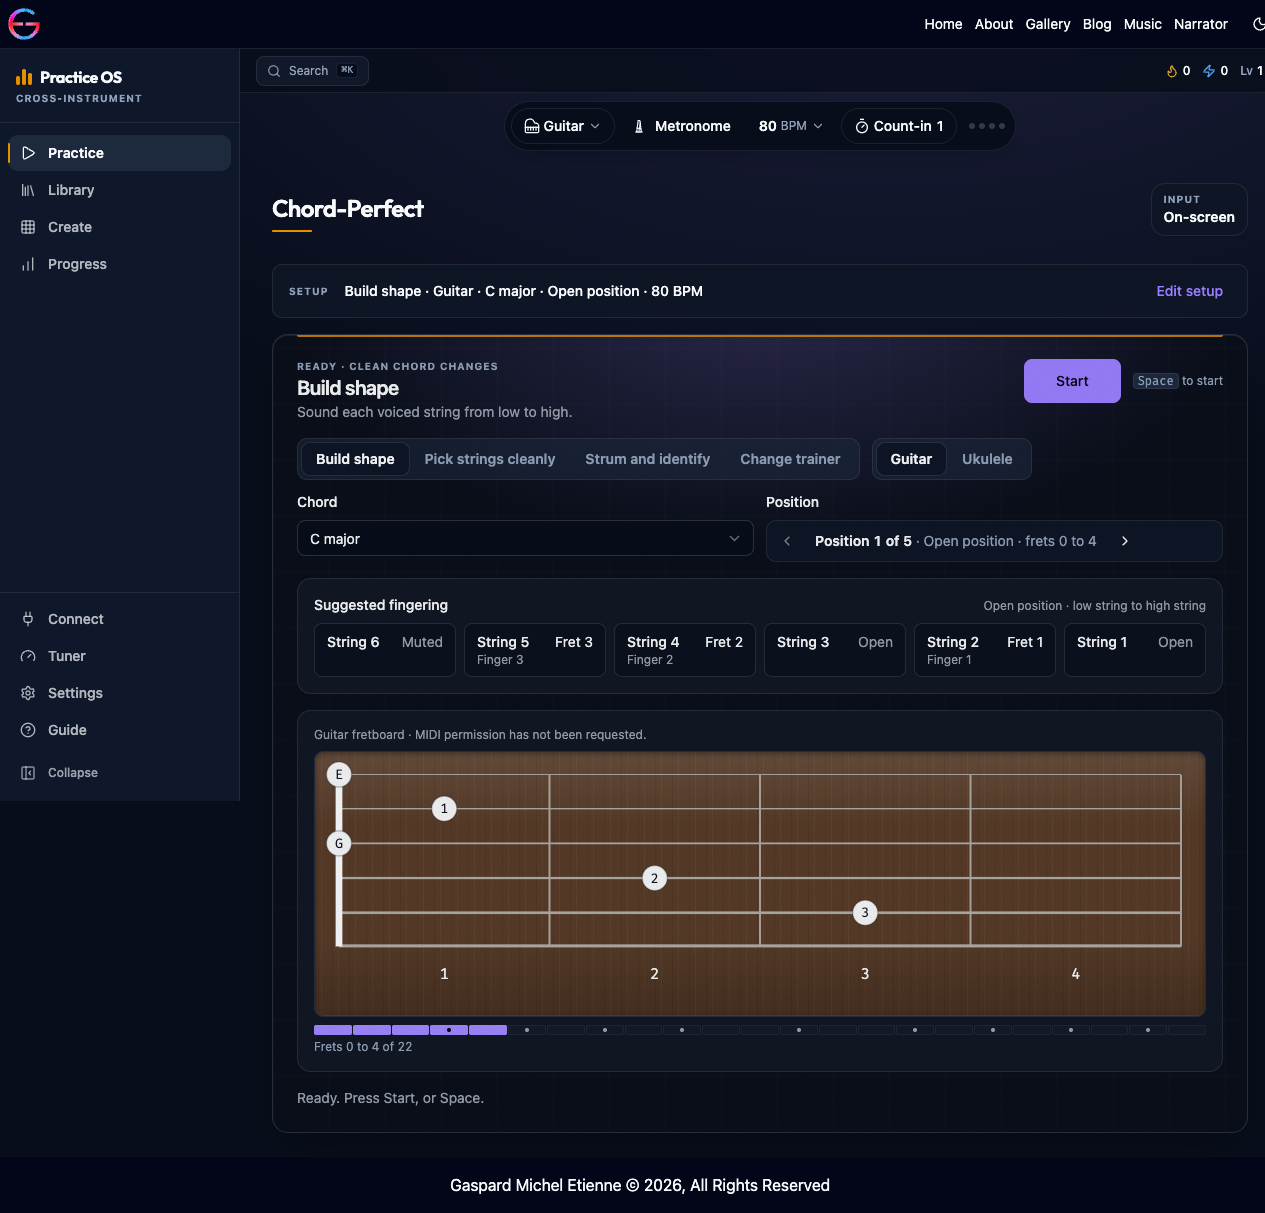 Home About Gallery Blog Music Narrator
Practice OS
CROSS-INSTRUMENT
Search ⌘K
0 0 Lv 1
Guitar Metronome 80 BPM Count-in 1
Practice
Library
Create
Progress
Connect
Tuner
Settings
Guide
Collapse
Chord-Perfect
INPUT
On-screen
SETUP Build shape · Guitar · C major · Open position · 80 BPM Edit setup
READY · CLEAN CHORD CHANGES
Build shape
Sound each voiced string from low to high.
Start Space to start
Build shape Pick strings cleanly Strum and identify Change trainer Guitar Ukulele
Chord Position
C major Position 1 of 5 · Open position · frets 0 to 4
Suggested fingering Open position · low string to high string
String 6 Muted String 5 Fret 3 String 4 Fret 2 String 3 Open String 2 Fret 1 String 1 Open
Finger 3 Finger 2 Finger 1
Guitar fretboard · MIDI permission has not been requested.
E
1
G
2
3
1 2 3 4
Frets 0 to 4 of 22
Ready. Press Start, or Space.
Gaspard Michel Etienne © 2026, All Rights Reserved